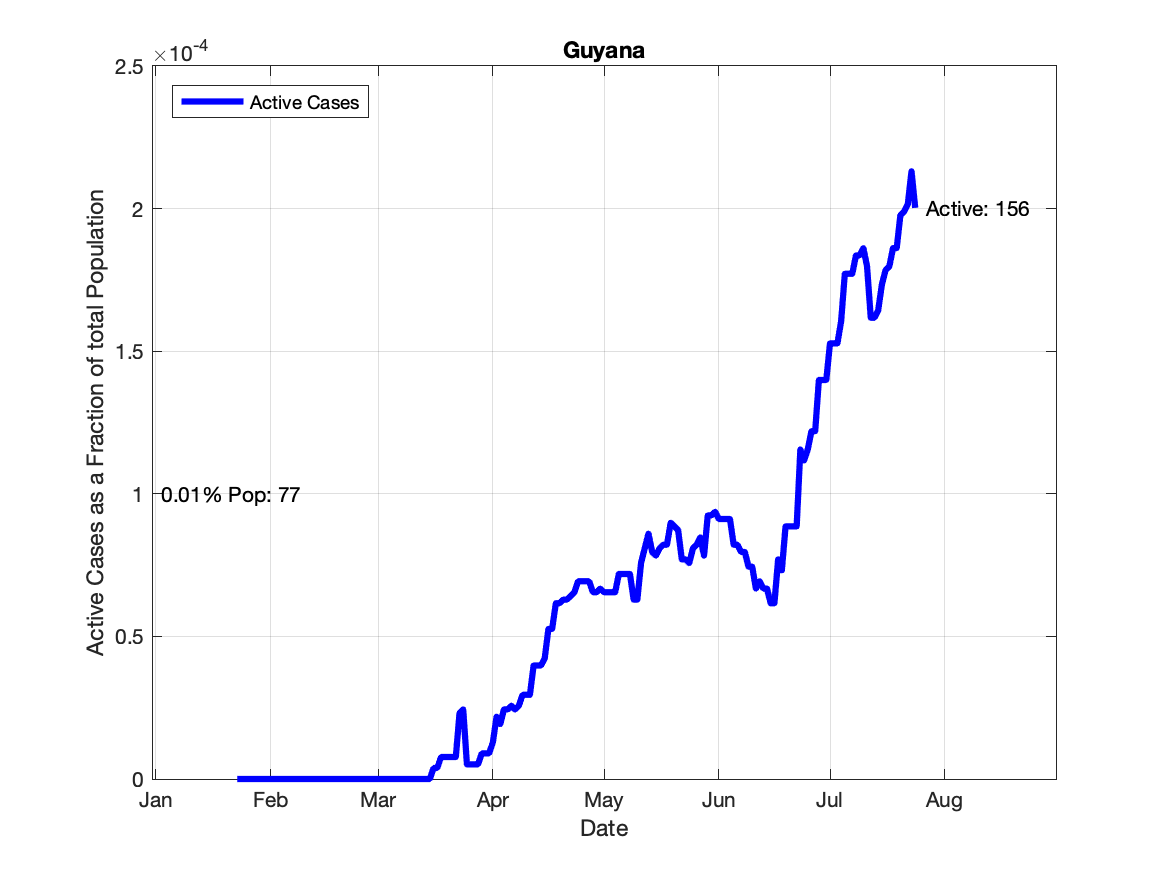 Guyana
×10-4
2.5
2
1.5
1
0.5
0
Active Cases as a Fraction of total Population
Active Cases
Active: 156
0.01% Pop: 77
Jan Feb Mar Apr May Jun Jul Aug
Date